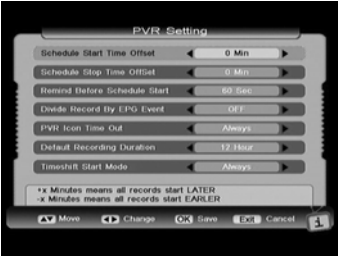 PVR Setting
Schedule Start Time Offset 0 Min
Schedule Stop Time OffSet 0 Min
Remind Before Schedule Start 60 Sec
Divide Record By EPG Event OFF
PVR Icon Time Out Always
Default Recording Duration 12 Hour
Timeshift Start Mode Always
+x Minutes means all records start LATER
-x Minutes means all records start EARLER
Move Change OK Save Exit Cancel i